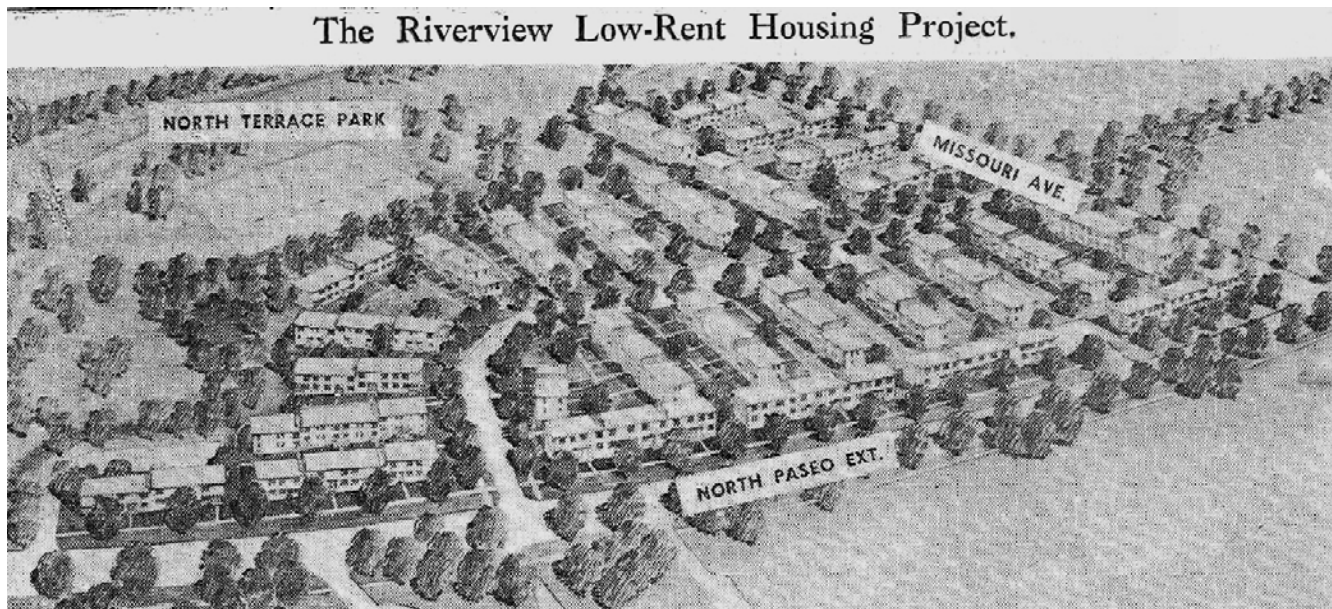 The Riverview Low-Rent Housing Project.
NORTH TERRACE PARK
MISSOURI AVE.
NORTH PASEO EXT.